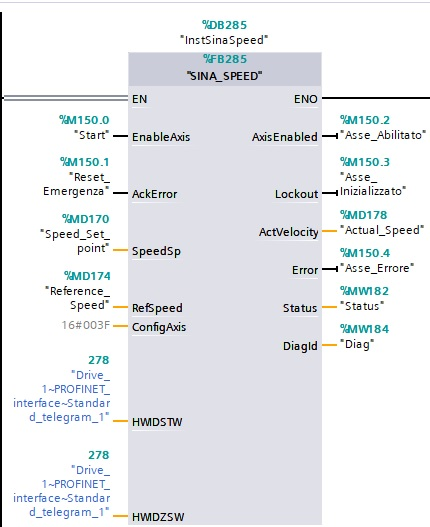 %DB285
"InstSinaSpeed"
%FB285
"SINA_SPEED"
EN
ENO
%M150.0
"Start"
EnableAxis
%M150.2
AxisEnabled
"Asse_Abilitato"
%M150.1
"Reset_
Emergenza"
AckError
%M150.3
"Asse_
Inizializzato"
Lockout
%MD170
"Speed_Set_
point"
SpeedSp
%MD178
ActVelocity
"Actual_Speed"
%M150.4
Error
"Asse_Errore"
%MD174
"Reference_
Speed"
RefSpeed
%MW182
Status
"Status"
16#003F
ConfigAxis
%MW184
DiagId
"Diag"
278
"Drive_
1~PROFINET_
interface~Standar
d_telegram_1"
HWIDSTW
278
"Drive_
1~PROFINET_
interface~Standar
d_telegram_1"
HWIDZSW